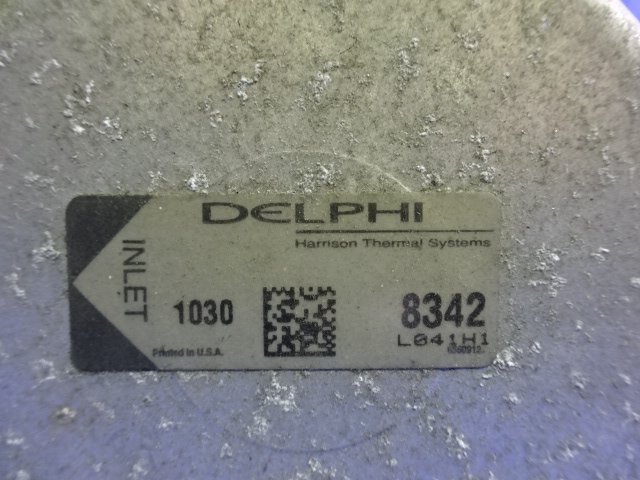 DELPHI
Harrison Thermal Systems
INLET
1030
8342
L041H1
Printed in U.S.A.